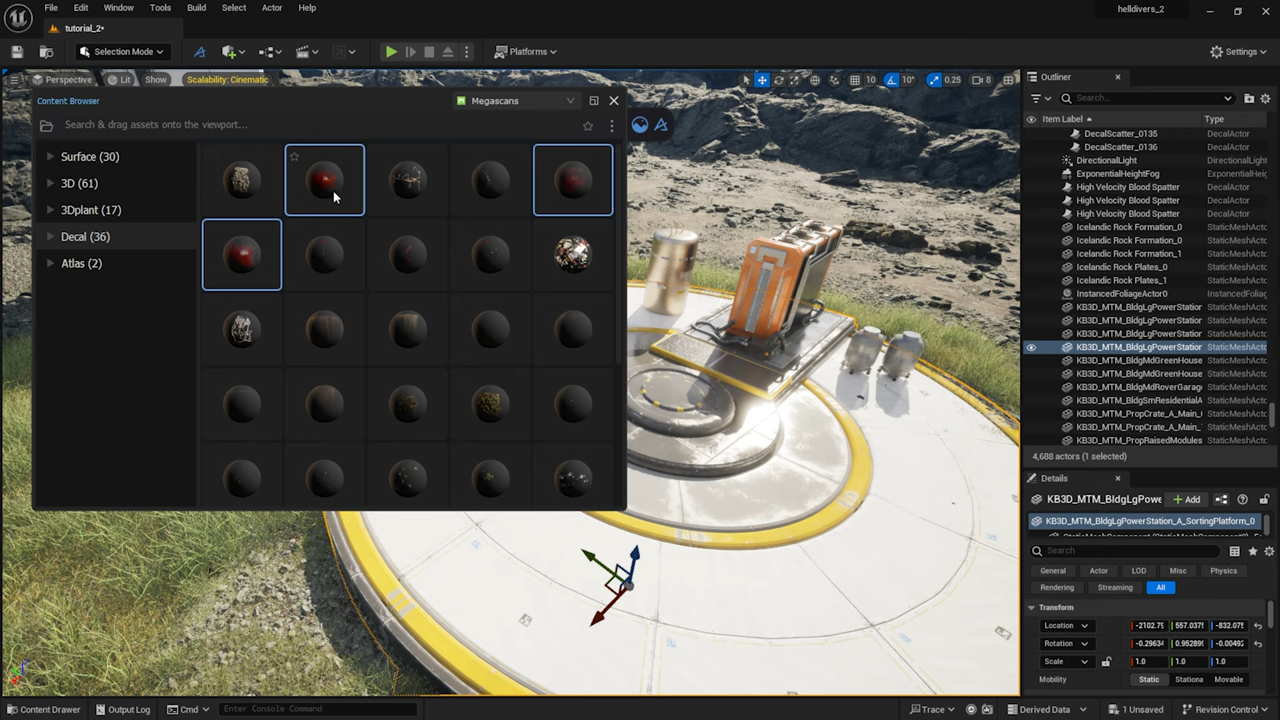 File Edit Window Tools Build Select Actor Help
helldivers_2
tutorial_2*
Selection Mode
Platforms
Settings
Perspective Lit Show Scalability: Cinematic
10 10° 0.25 8
Outliner
Content Browser
Megascans
Search...
Search & drag assets onto the viewport...
Item Label Type
DecalScatter_0135 DecalActor
DecalScatter_0136 DecalActor
Surface (30)
DirectionalLight DirectionalLight
ExponentialHeightFog ExponentialHeig
3D (61)
High Velocity Blood Spatter DecalActor
High Velocity Blood Spatter DecalActor
3Dplant (17)
High Velocity Blood Spatter DecalActor
Icelandic Rock Formation_0 StaticMeshActo
Decal (36)
Icelandic Rock Formation_0 StaticMeshActo
Icelandic Rock Formation_1 StaticMeshActo
Atlas (2)
Icelandic Rock Plates_0 StaticMeshActo
Icelandic Rock Plates_1 StaticMeshActo
InstancedFoliageActor0 InstancedFoliag
KB3D_MTM_BldgLgPowerStation StaticMeshActo
KB3D_MTM_BldgLgPowerStation StaticMeshActo
KB3D_MTM_BldgLgPowerStation StaticMeshActo
KB3D_MTM_BldgLgPowerStation StaticMeshActo
KB3D_MTM_BldgMdGreenHouse StaticMeshActo
KB3D_MTM_BldgMdRoverGarage StaticMeshActo
KB3D_MTM_BldgSmResidentialA StaticMeshActo
KB3D_MTM_PropCrate_A_Main_ StaticMeshActo
KB3D_MTM_PropCrate_A_Main_ StaticMeshActo
KB3D_MTM_PropRaisedModules StaticMeshActo
4,688 actors (1 selected)
Details
KB3D_MTM_BldgLgPowe Add
KB3D_MTM_BldgLgPowerStation_A_SortingPlatform_0
Search
General Actor LOD Misc Physics
Rendering Streaming All
Transform
Location -2102.75 557.0375 -832.075
Rotation -0.29634 0.952899 -0.00492
Scale 1.0 1.0 1.0
Mobility Static Stationa Movable
Content Drawer Output Log Cmd Enter Console Command Trace Derived Data 1 Unsaved Revision Control